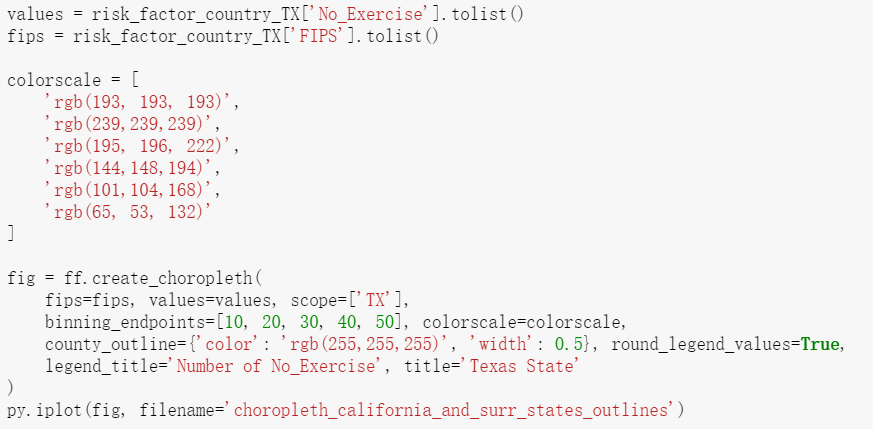 values = risk_factor_country_TX['No_Exercise'].tolist()
fips = risk_factor_country_TX['FIPS'].tolist()
colorscale = [
    'rgb(193, 193, 193)',
    'rgb(239,239,239)',
    'rgb(195, 196, 222)',
    'rgb(144,148,194)',
    'rgb(101,104,168)',
    'rgb(65, 53, 132)'
]
fig = ff.create_choropleth(
    fips=fips, values=values, scope=['TX'],
    binning_endpoints=[10, 20, 30, 40, 50], colorscale=colorscale,
    county_outline={'color': 'rgb(255,255,255)', 'width': 0.5}, round_legend_values=True,
    legend_title='Number of No_Exercise', title='Texas State'
)
py.iplot(fig, filename='choropleth_california_and_surr_states_outlines')